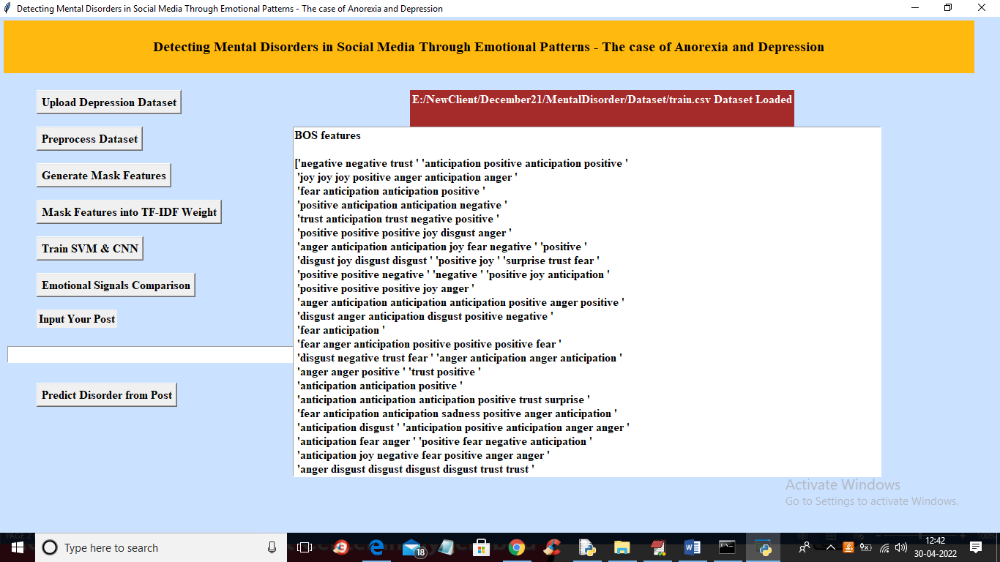 Detecting Mental Disorders in Social Media Through Emotional Patterns - The case of Anorexia and Depression
Detecting Mental Disorders in Social Media Through Emotional Patterns - The case of Anorexia and Depression
Upload Depression Dataset
E:/NewClient/December21/MentalDisorder/Dataset/train.csv Dataset Loaded
Preprocess Dataset
Generate Mask Features
Mask Features into TF-IDF Weight
Train SVM & CNN
Emotional Signals Comparison
Input Your Post
Predict Disorder from Post
BOS features
['negative negative trust ' 'anticipation positive anticipation positive '
'joy joy joy positive anger anticipation anger '
'fear anticipation anticipation positive '
'positive anticipation anticipation negative '
'trust anticipation trust negative positive '
'positive positive positive joy disgust anger '
'anger anticipation anticipation joy fear negative ' 'positive '
'disgust joy disgust disgust ' 'positive joy ' 'surprise trust fear '
'positive positive negative ' 'negative ' 'positive joy anticipation '
'positive positive positive joy anger '
'anger anticipation anticipation anticipation positive anger positive '
'disgust anger anticipation disgust positive negative '
'fear anticipation '
'fear anger anticipation positive positive positive fear '
'disgust negative trust fear ' 'anger anticipation anger anticipation '
'anger anger positive ' 'trust positive '
'anticipation anticipation positive '
'anticipation anticipation anticipation positive trust surprise '
'fear anticipation anticipation sadness positive anger anticipation '
'anticipation disgust ' 'anticipation positive anticipation anger anger '
'anticipation fear anger ' 'positive fear negative anticipation '
'anticipation joy negative fear positive anger anger '
'anger disgust disgust disgust disgust trust trust '
Activate Windows
Go to Settings to activate Windows.
PAGE 2
100%
Type here to search
18
12:42
30-04-2022